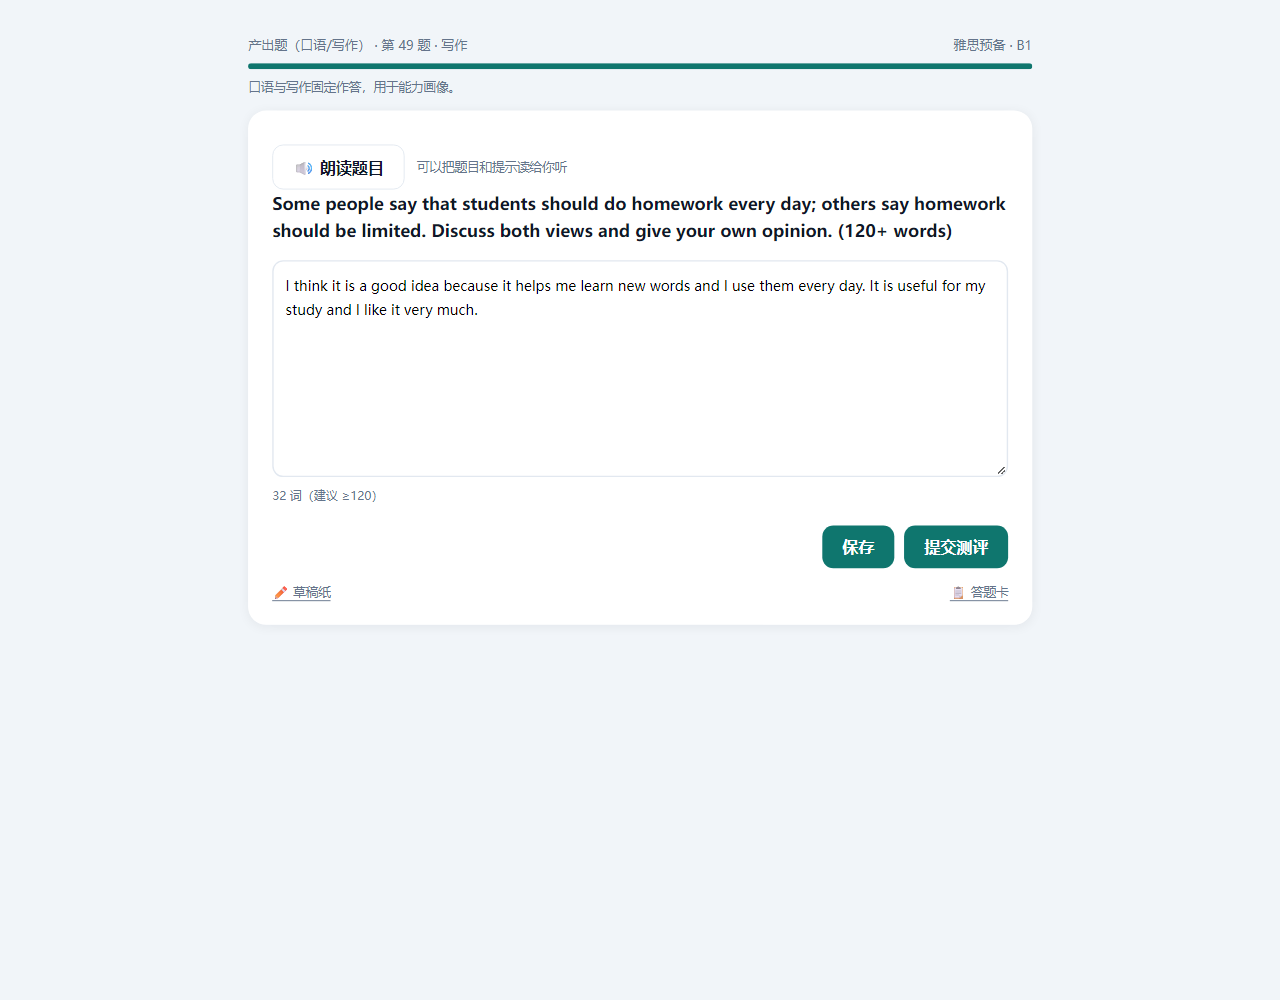 产出题（口语/写作） · 第 49 题 · 写作
雅思预备 · B1
口语与写作固定作答，用于能力画像。
朗读题目
可以把题目和提示读给你听
Some people say that students should do homework every day; others say homework
should be limited. Discuss both views and give your own opinion. (120+ words)
I think it is a good idea because it helps me learn new words and I use them every day. It is useful for my
study and I like it very much.
32 词（建议 ≥120）
保存
提交测评
草稿纸
答题卡